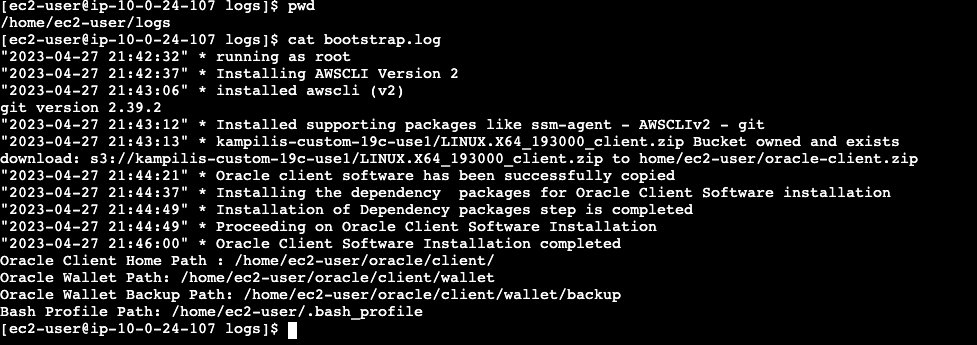 [ec2-user@ip-10-0-24-107 logs]$ pwd
/home/ec2-user/logs
[ec2-user@ip-10-0-24-107 logs]$ cat bootstrap.log
"2023-04-27 21:42:32" * running as root
"2023-04-27 21:42:37" * Installing AWSCLI Version 2
"2023-04-27 21:43:06" * installed awscli (v2)
git version 2.39.2
"2023-04-27 21:43:12" * Installed supporting packages like ssm-agent - AWSCLIv2 - git
"2023-04-27 21:43:13" * kampilis-custom-19c-use1/LINUX.X64_193000_client.zip Bucket owned and exists
download: s3://kampilis-custom-19c-use1/LINUX.X64_193000_client.zip to home/ec2-user/oracle-client.zip
"2023-04-27 21:44:21" * Oracle client software has been successfully copied
"2023-04-27 21:44:37" * Installing the dependency  packages for Oracle Client Software installation
"2023-04-27 21:44:49" * Installation of Dependency packages step is completed
"2023-04-27 21:44:49" * Proceeding on Oracle Client Software Installation
"2023-04-27 21:46:00" * Oracle Client Software Installation completed
Oracle Client Home Path : /home/ec2-user/oracle/client/
Oracle Wallet Path: /home/ec2-user/oracle/client/wallet
Oracle Wallet Backup Path: /home/ec2-user/oracle/client/wallet/backup
Bash Profile Path: /home/ec2-user/.bash_profile
[ec2-user@ip-10-0-24-107 logs]$